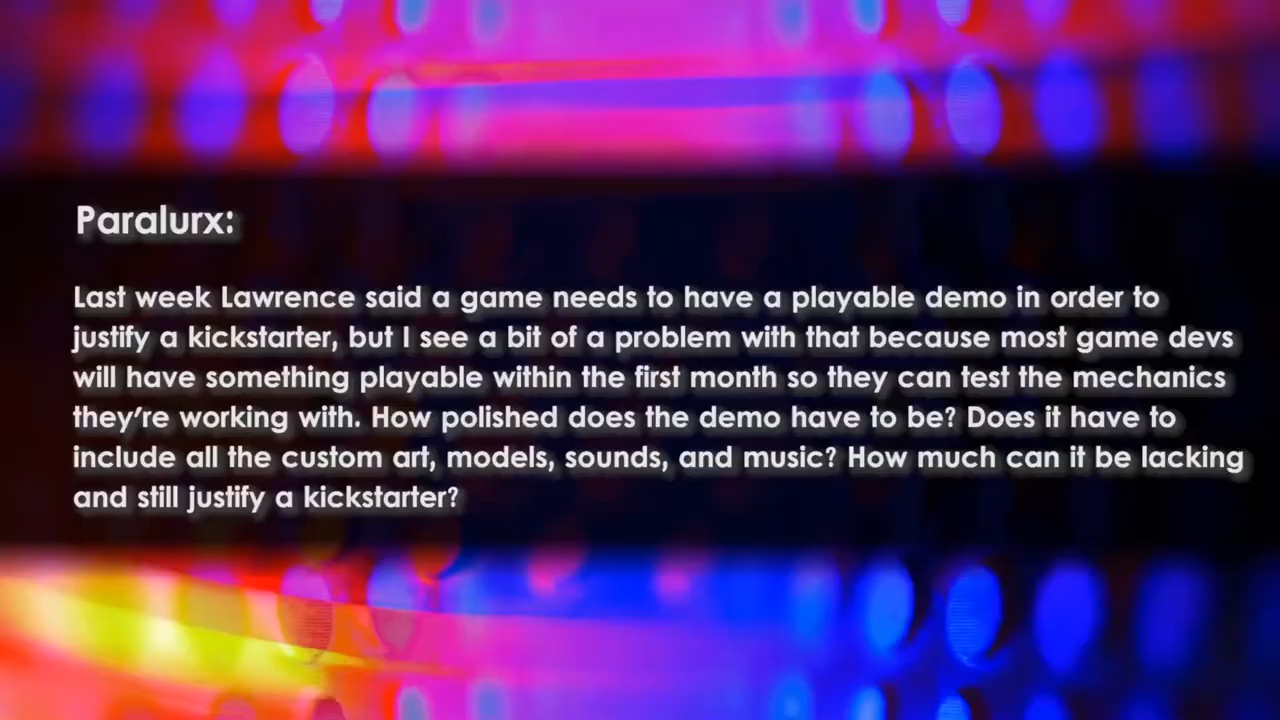 Paralurx:
Last week Lawrence said a game needs to have a playable demo in order to
justify a kickstarter, but I see a bit of a problem with that because most game devs
will have something playable within the first month so they can test the mechanics
they're working with. How polished does the demo have to be? Does it have to
include all the custom art, models, sounds, and music? How much can it be lacking
and still justify a kickstarter?